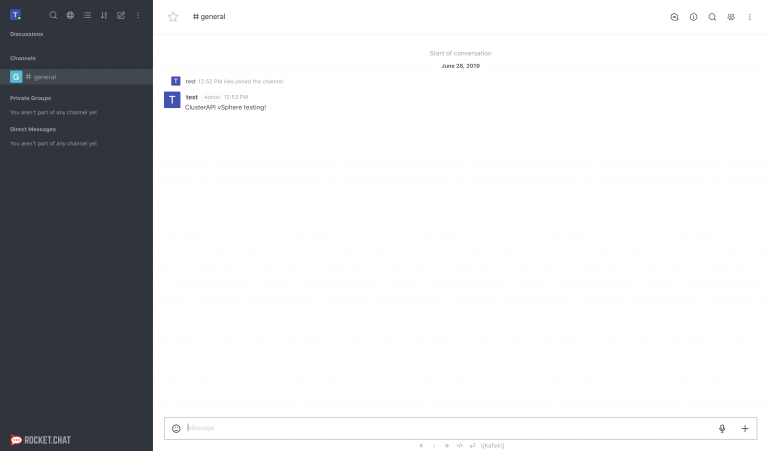 T
Discussions
Channels
G # general
Private Groups
You aren't part of any channel yet
Direct Messages
You aren't part of any channel yet
ROCKET.CHAT
# general
Start of conversation
June 26, 2019
T test 12:52 PM Has joined the channel.
T test Admin 12:53 PM
ClusterAPI vSphere testing!
Message